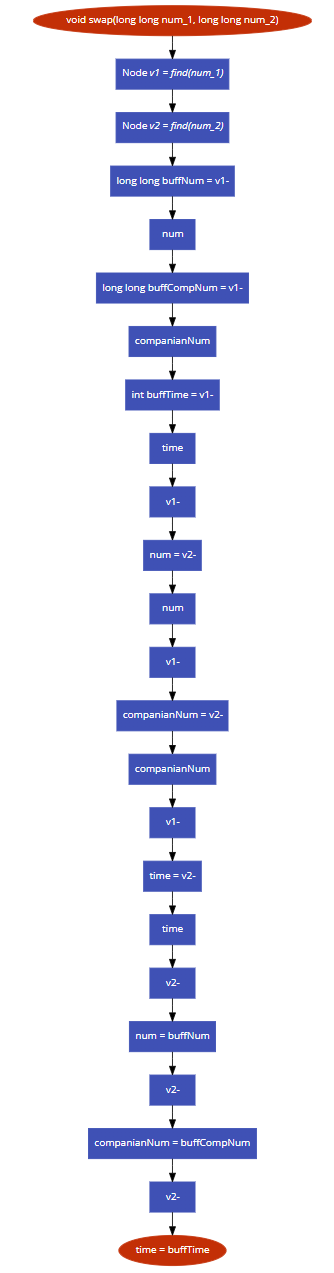 void swap(long long num_1, long long num_2)
Node v1 = find(num_1)
Node v2 = find(num_2)
long long buffNum = v1-
num
long long buffCompNum = v1-
companianNum
int buffTime = v1-
time
v1-
num = v2-
num
v1-
companianNum = v2-
companianNum
v1-
time = v2-
time
v2-
num = buffNum
v2-
companianNum = buffCompNum
v2-
time = buffTime